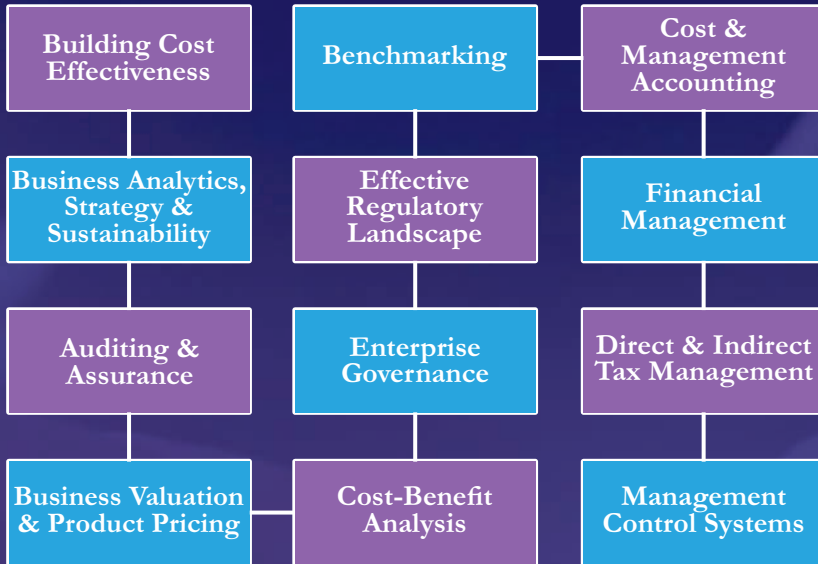 Building Cost
Effectiveness
Business Analytics,
Strategy &
Sustainability
Auditing &
Assurance
Business Valuation
& Product Pricing
Cost-Benefit
Analysis
Enterprise
Governance
Effective
Regulatory
Landscape
Benchmarking
Cost &
Management
Accounting
Financial
Management
Direct & Indirect
Tax Management
Management
Control Systems